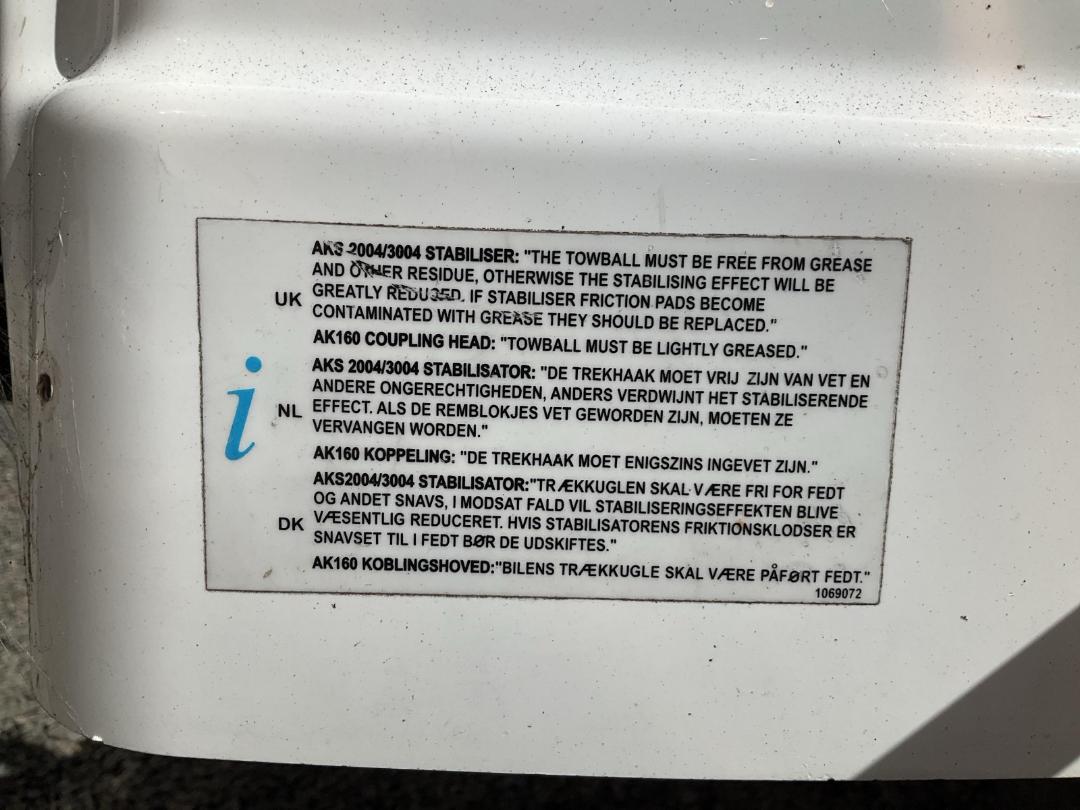 AKS 2004/3004 STABILISER: "THE TOWBALL MUST BE FREE FROM GREASE
AND OTHER RESIDUE, OTHERWISE THE STABILISING EFFECT WILL BE
UK GREATLY REDUSED. IF STABILISER FRICTION PADS BECOME
CONTAMINATED WITH GREASE THEY SHOULD BE REPLACED."
AK160 COUPLING HEAD: "TOWBALL MUST BE LIGHTLY GREASED."
i
AKS 2004/3004 STABILISATOR: "DE TREKHAAK MOET VRIJ ZIJN VAN VET EN
ANDERE ONGERECHTIGHEDEN, ANDERS VERDWIJNT HET STABILISERENDE
NL EFFECT. ALS DE REMBLOKJES VET GEWORDEN ZIJN, MOETEN ZE
VERVANGEN WORDEN."
AK160 KOPPELING: "DE TREKHAAK MOET ENIGSZINS INGEVET ZIJN."
AKS2004/3004 STABILISATOR:"TRÆKKUGLEN SKAL VÆRE FRI FOR FEDT
OG ANDET SNAVS, I MODSAT FALD VIL STABILISERINGSEFFEKTEN BLIVE
DK VÆSENTLIG REDUCERET. HVIS STABILISATORENS FRIKTIONSKLODSER ER
SNAVSET TIL I FEDT BØR DE UDSKIFTES."
AK160 KOBLINGSHOVED:"BILENS TRÆKKUGLE SKAL VÆRE PÅFØRT FEDT."
1069072